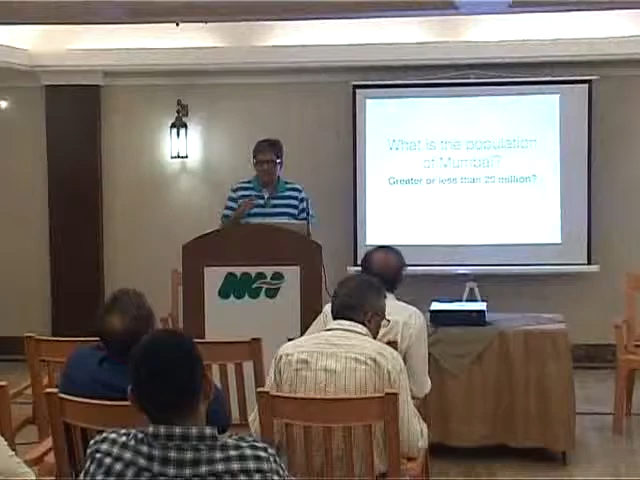 What is the population
of Mumbai?
Greater or less than 25 million?